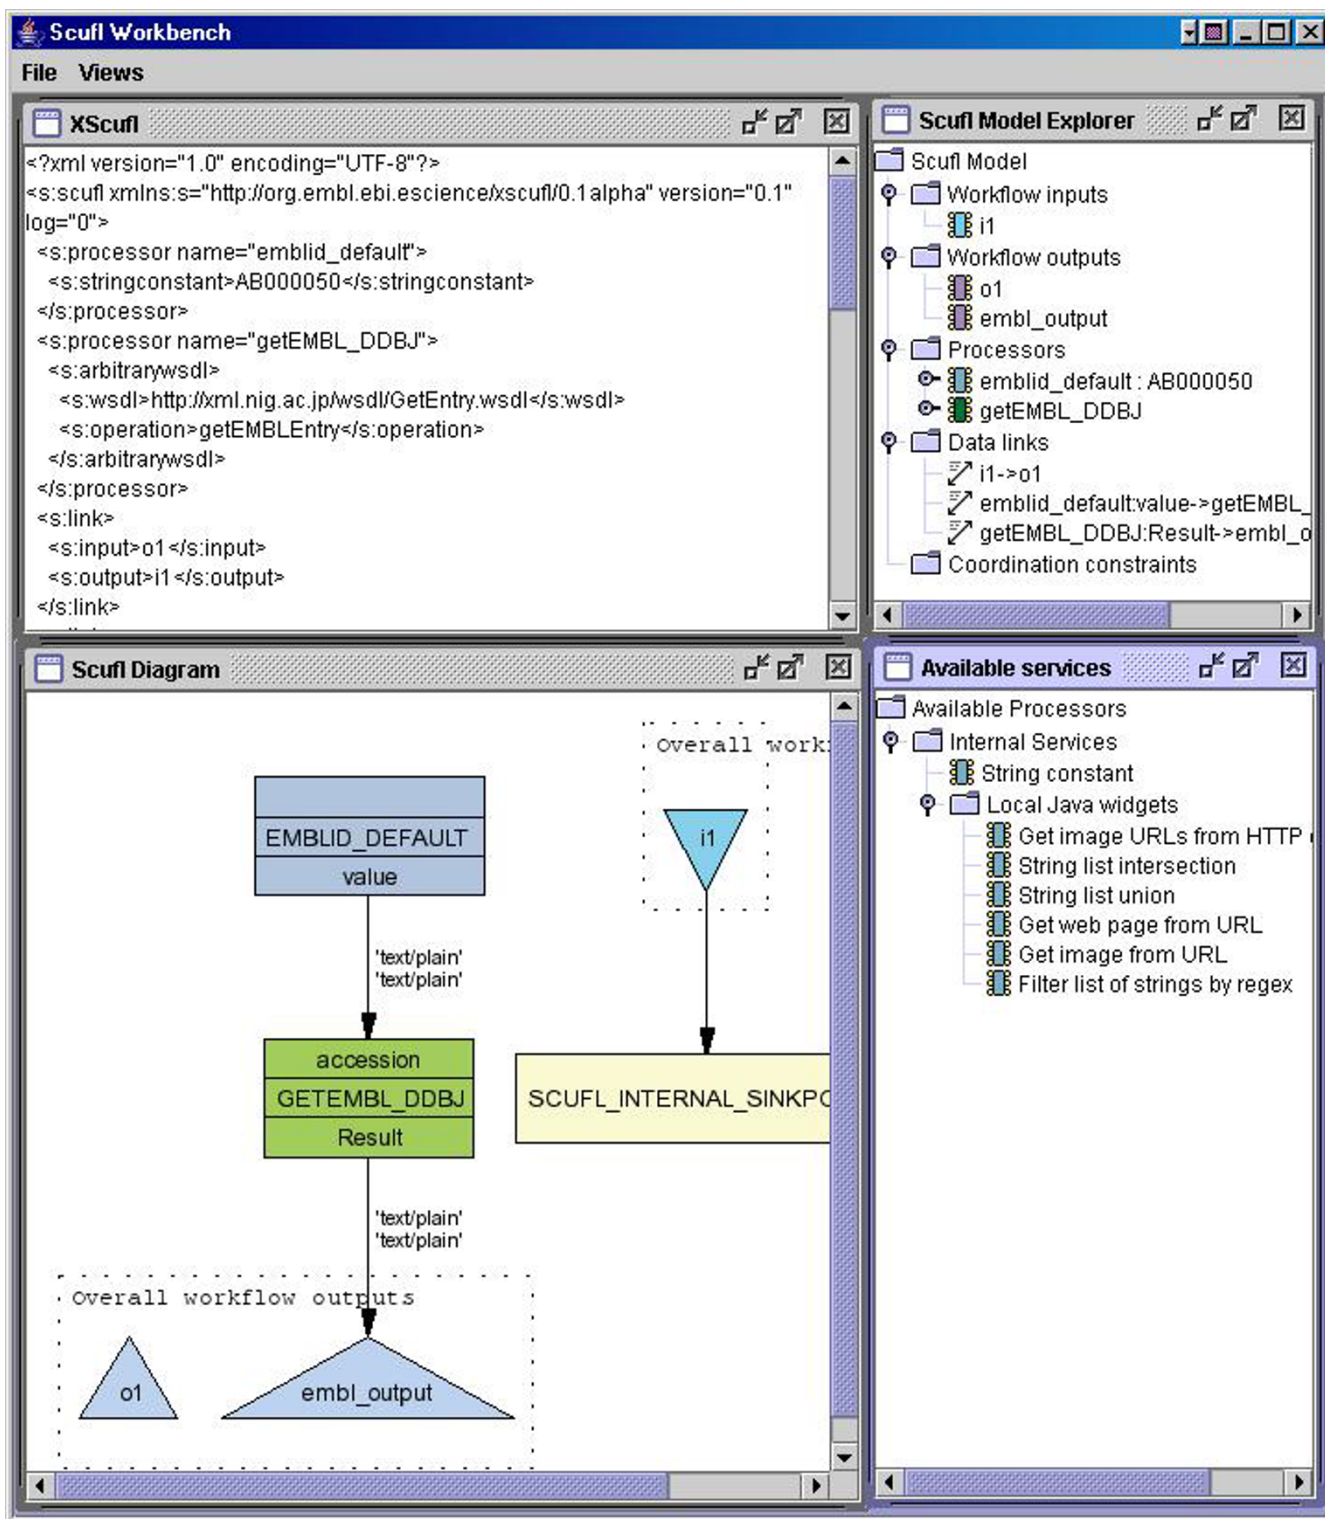 Scufl Workbench
File Views
XScufl
<?xml version="1.0" encoding="UTF-8"?>
<s:scufl xmlns:s="http://org.embl.ebi.escience/xscufl/0.1alpha" version="0.1"
log="0">
<s:processor name="emblid_default">
<s:stringconstant>AB000050</s:stringconstant>
</s:processor>
<s:processor name="getEMBL_DDBJ">
<s:arbitrarywsdl>
<s:wsdl>http://xml.nig.ac.jp/wsdl/GetEntry.wsdl</s:wsdl>
<s:operation>getEMBLEntry</s:operation>
</s:arbitrarywsdl>
</s:processor>
<s:link>
<s:input>o1</s:input>
<s:output>i1</s:output>
</s:link>
Scufl Model Explorer
Scufl Model
Workflow inputs
i1
Workflow outputs
o1
embl_output
Processors
emblid_default : AB000050
getEMBL_DDBJ
Data links
i1->o1
emblid_default:value->getEMBL_
getEMBL_DDBJ:Result->embl_o
Coordination constraints
Scufl Diagram
EMBLID_DEFAULT
value
'text/plain'
'text/plain'
accession
GETEMBL_DDBJ
Result
'text/plain'
'text/plain'
Overall workflow outputs
o1
embl_output
Overall
i1
SCUFL_INTERNAL_SINKPO
Available services
Available Processors
Internal Services
String constant
Local Java widgets
Get image URLs from HTTP
String list intersection
String list union
Get web page from URL
Get image from URL
Filter list of strings by regex